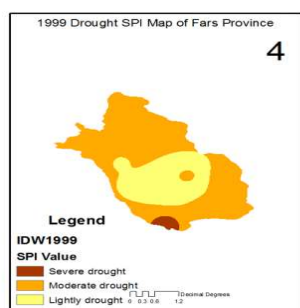 1999 Drought SPI Map of Fars Province
4
Legend
IDW1999
SPI Value
Severe drought
Moderate drought
Lightly drought
Decimal Degrees
0 0.3 0.6 1.2